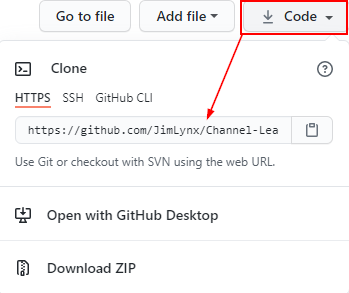 Go to file Add file Code
Clone
HTTPS SSH GitHub CLI
https://github.com/JimLynx/Channel-Lea
Use Git or checkout with SVN using the web URL.
Open with GitHub Desktop
Download ZIP